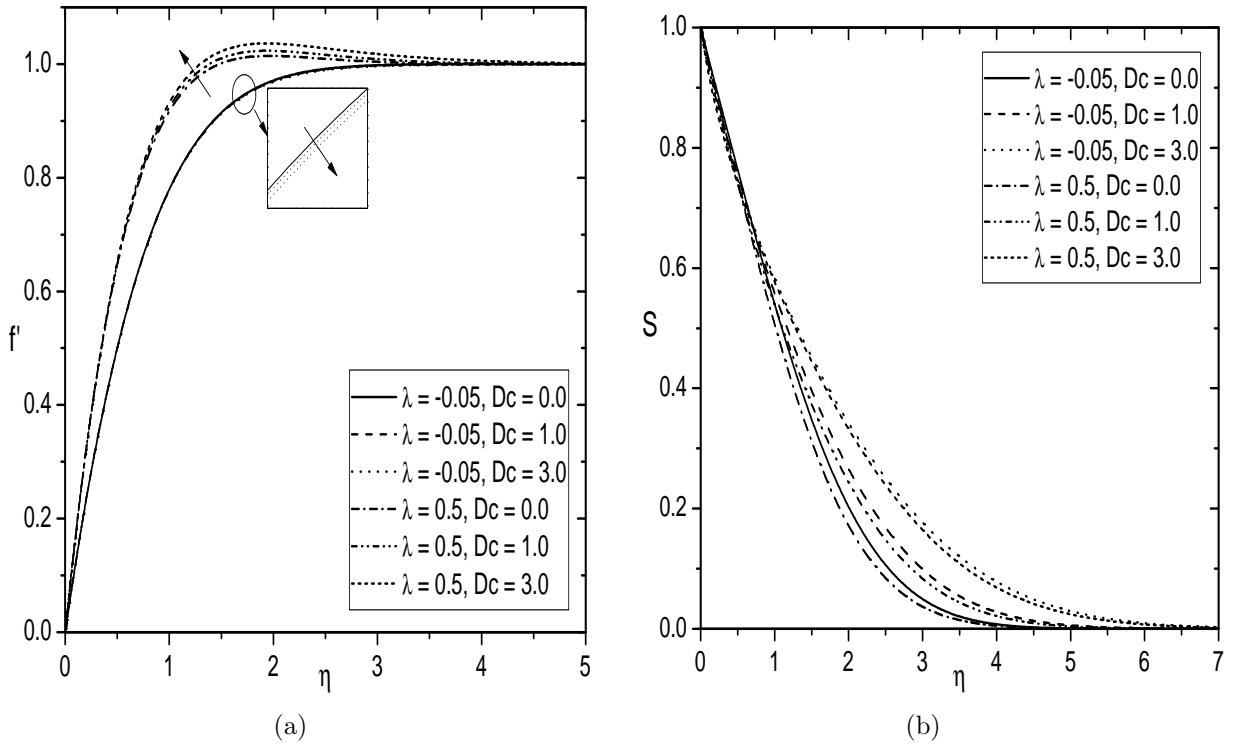 f'
1.0
0.8
0.6
0.4
0.2
0.0
0 1 2 3 4 5
η
λ = -0.05, Dc = 0.0
λ = -0.05, Dc = 1.0
λ = -0.05, Dc = 3.0
λ = 0.5, Dc = 0.0
λ = 0.5, Dc = 1.0
λ = 0.5, Dc = 3.0
(a)
S
1.0
0.8
0.6
0.4
0.2
0.0
0 1 2 3 4 5 6 7
η
λ = -0.05, Dc = 0.0
λ = -0.05, Dc = 1.0
λ = -0.05, Dc = 3.0
λ = 0.5, Dc = 0.0
λ = 0.5, Dc = 1.0
λ = 0.5, Dc = 3.0
(b)